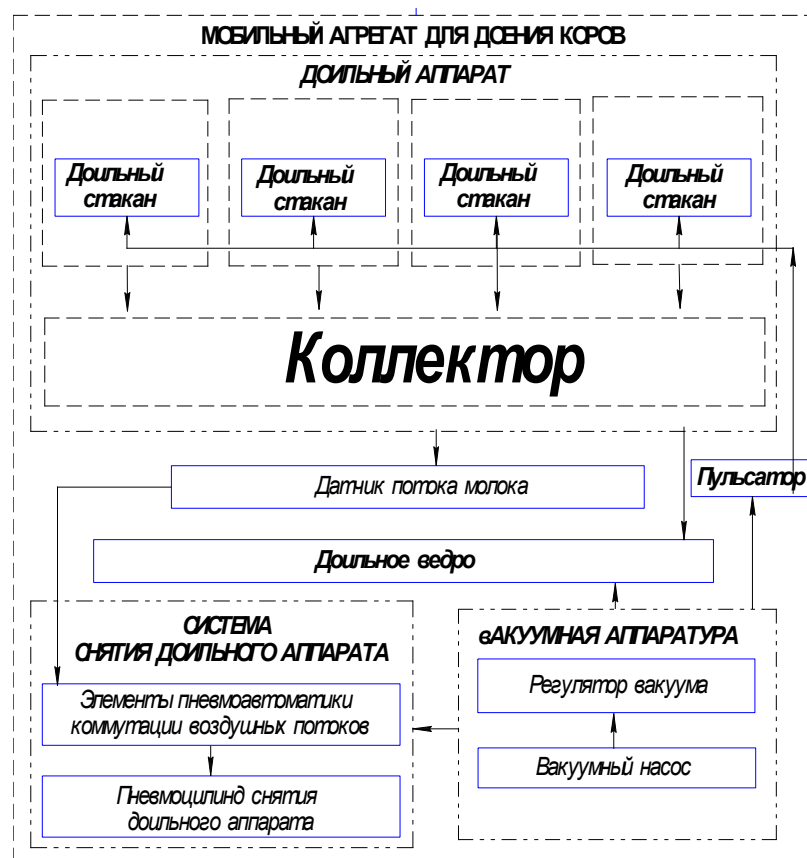 МОБИЛЬНЫЙ АГРЕГАТ ДЛЯ ДОЕНИЯ КОРОВ
ДОИЛЬНЫЙ АППАРАТ
Доильный
стакан
Доильный
стакан
Доильный
стакан
Доильный
стакан
Коллектор
Датчик потока молока
Пульсатор
Доильное ведро
СИСТЕМА
СНЯТИЯ ДОИЛЬНОГО АППАРАТА
Элементы пневмоавтоматики
коммутации воздушных потоков
Пневмоцилинд снятия
доильного аппарата
вАКУУМНАЯ АППАРАТУРА
Регулятор вакуума
Вакуумный насос